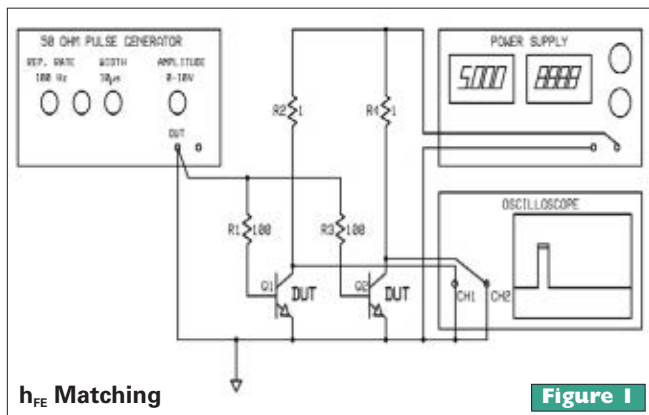 50 OHM PULSE GENERATOR
REP. RATE WIDTH AMPLITUDE
100 Hz 10µs 0-10V
OUT
POWER SUPPLY
5.000 8888
R2 1
R4 1
OSCILLOSCOPE
R1 100
R3 100
Q1 DUT
Q2 DUT
CH1 CH2
hFE Matching
Figure 1